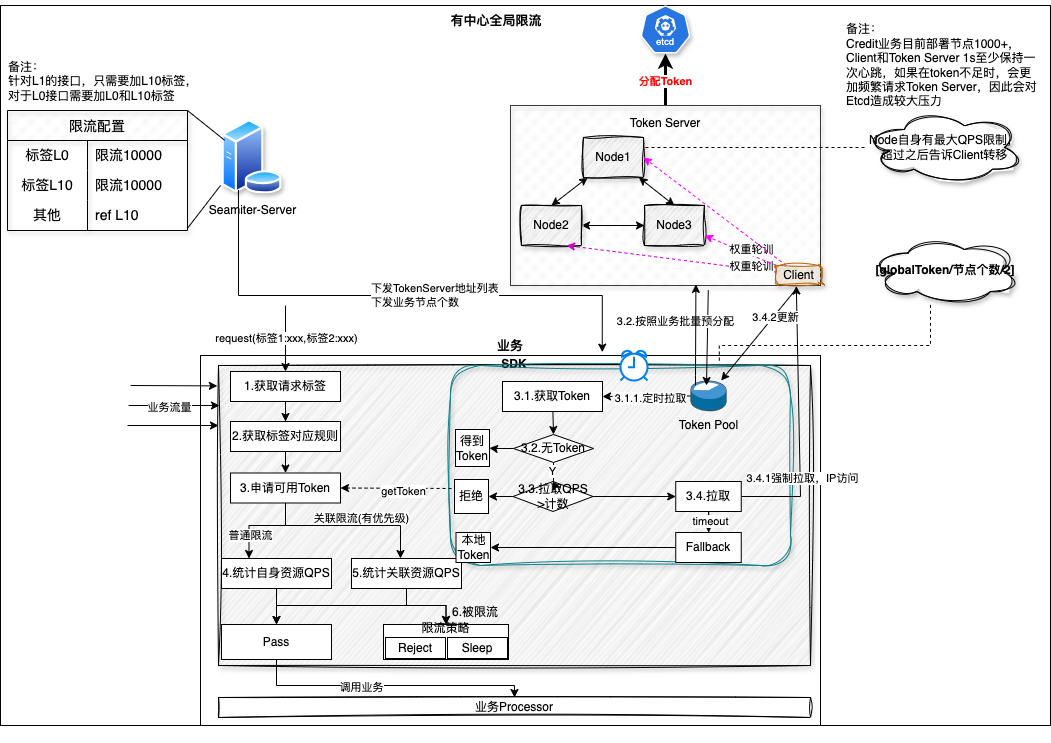 有中心全局限流
备注：
针对L1的接口，只需要加L10标签，
对于L0接口需要加L0和L10标签
限流配置
标签L0
限流10000
标签L10
限流10000
其他
ref L10
Seamiter-Server
etcd
分配Token
Token Server
Node1
Node2
Node3
权重轮训
权重轮训
Client
备注：
Credit业务目前部署节点1000+，
Client和Token Server 1s至少保持一
次心跳，如果在token不足时，会更
加频繁请求Token Server，因此会对
Etcd造成较大压力
Node自身有最大QPS限制，
超过之后告诉Client转移
[globalToken/节点个数/2]
下发TokenServer地址列表
下发业务节点个数
request(标签1:xxx,标签2:xxx)
3.2.按照业务批量预分配
3.4.2更新
业务
SDK
业务流量
1.获取请求标签
2.获取标签对应规则
3.申请可用Token
getToken
普通限流
关联限流(有优先级)
4.统计自身资源QPS
5.统计关联资源QPS
6.被限流
Pass
限流策略
Reject
Sleep
3.1.获取Token
3.1.1.定时拉取
Token Pool
得到
Token
3.2.无Token
Y
拒绝
3.3.拉取QPS
>计数
3.4.拉取
3.4.1强制拉取，IP访问
timeout
本地
Token
Fallback
调用业务
业务Processor